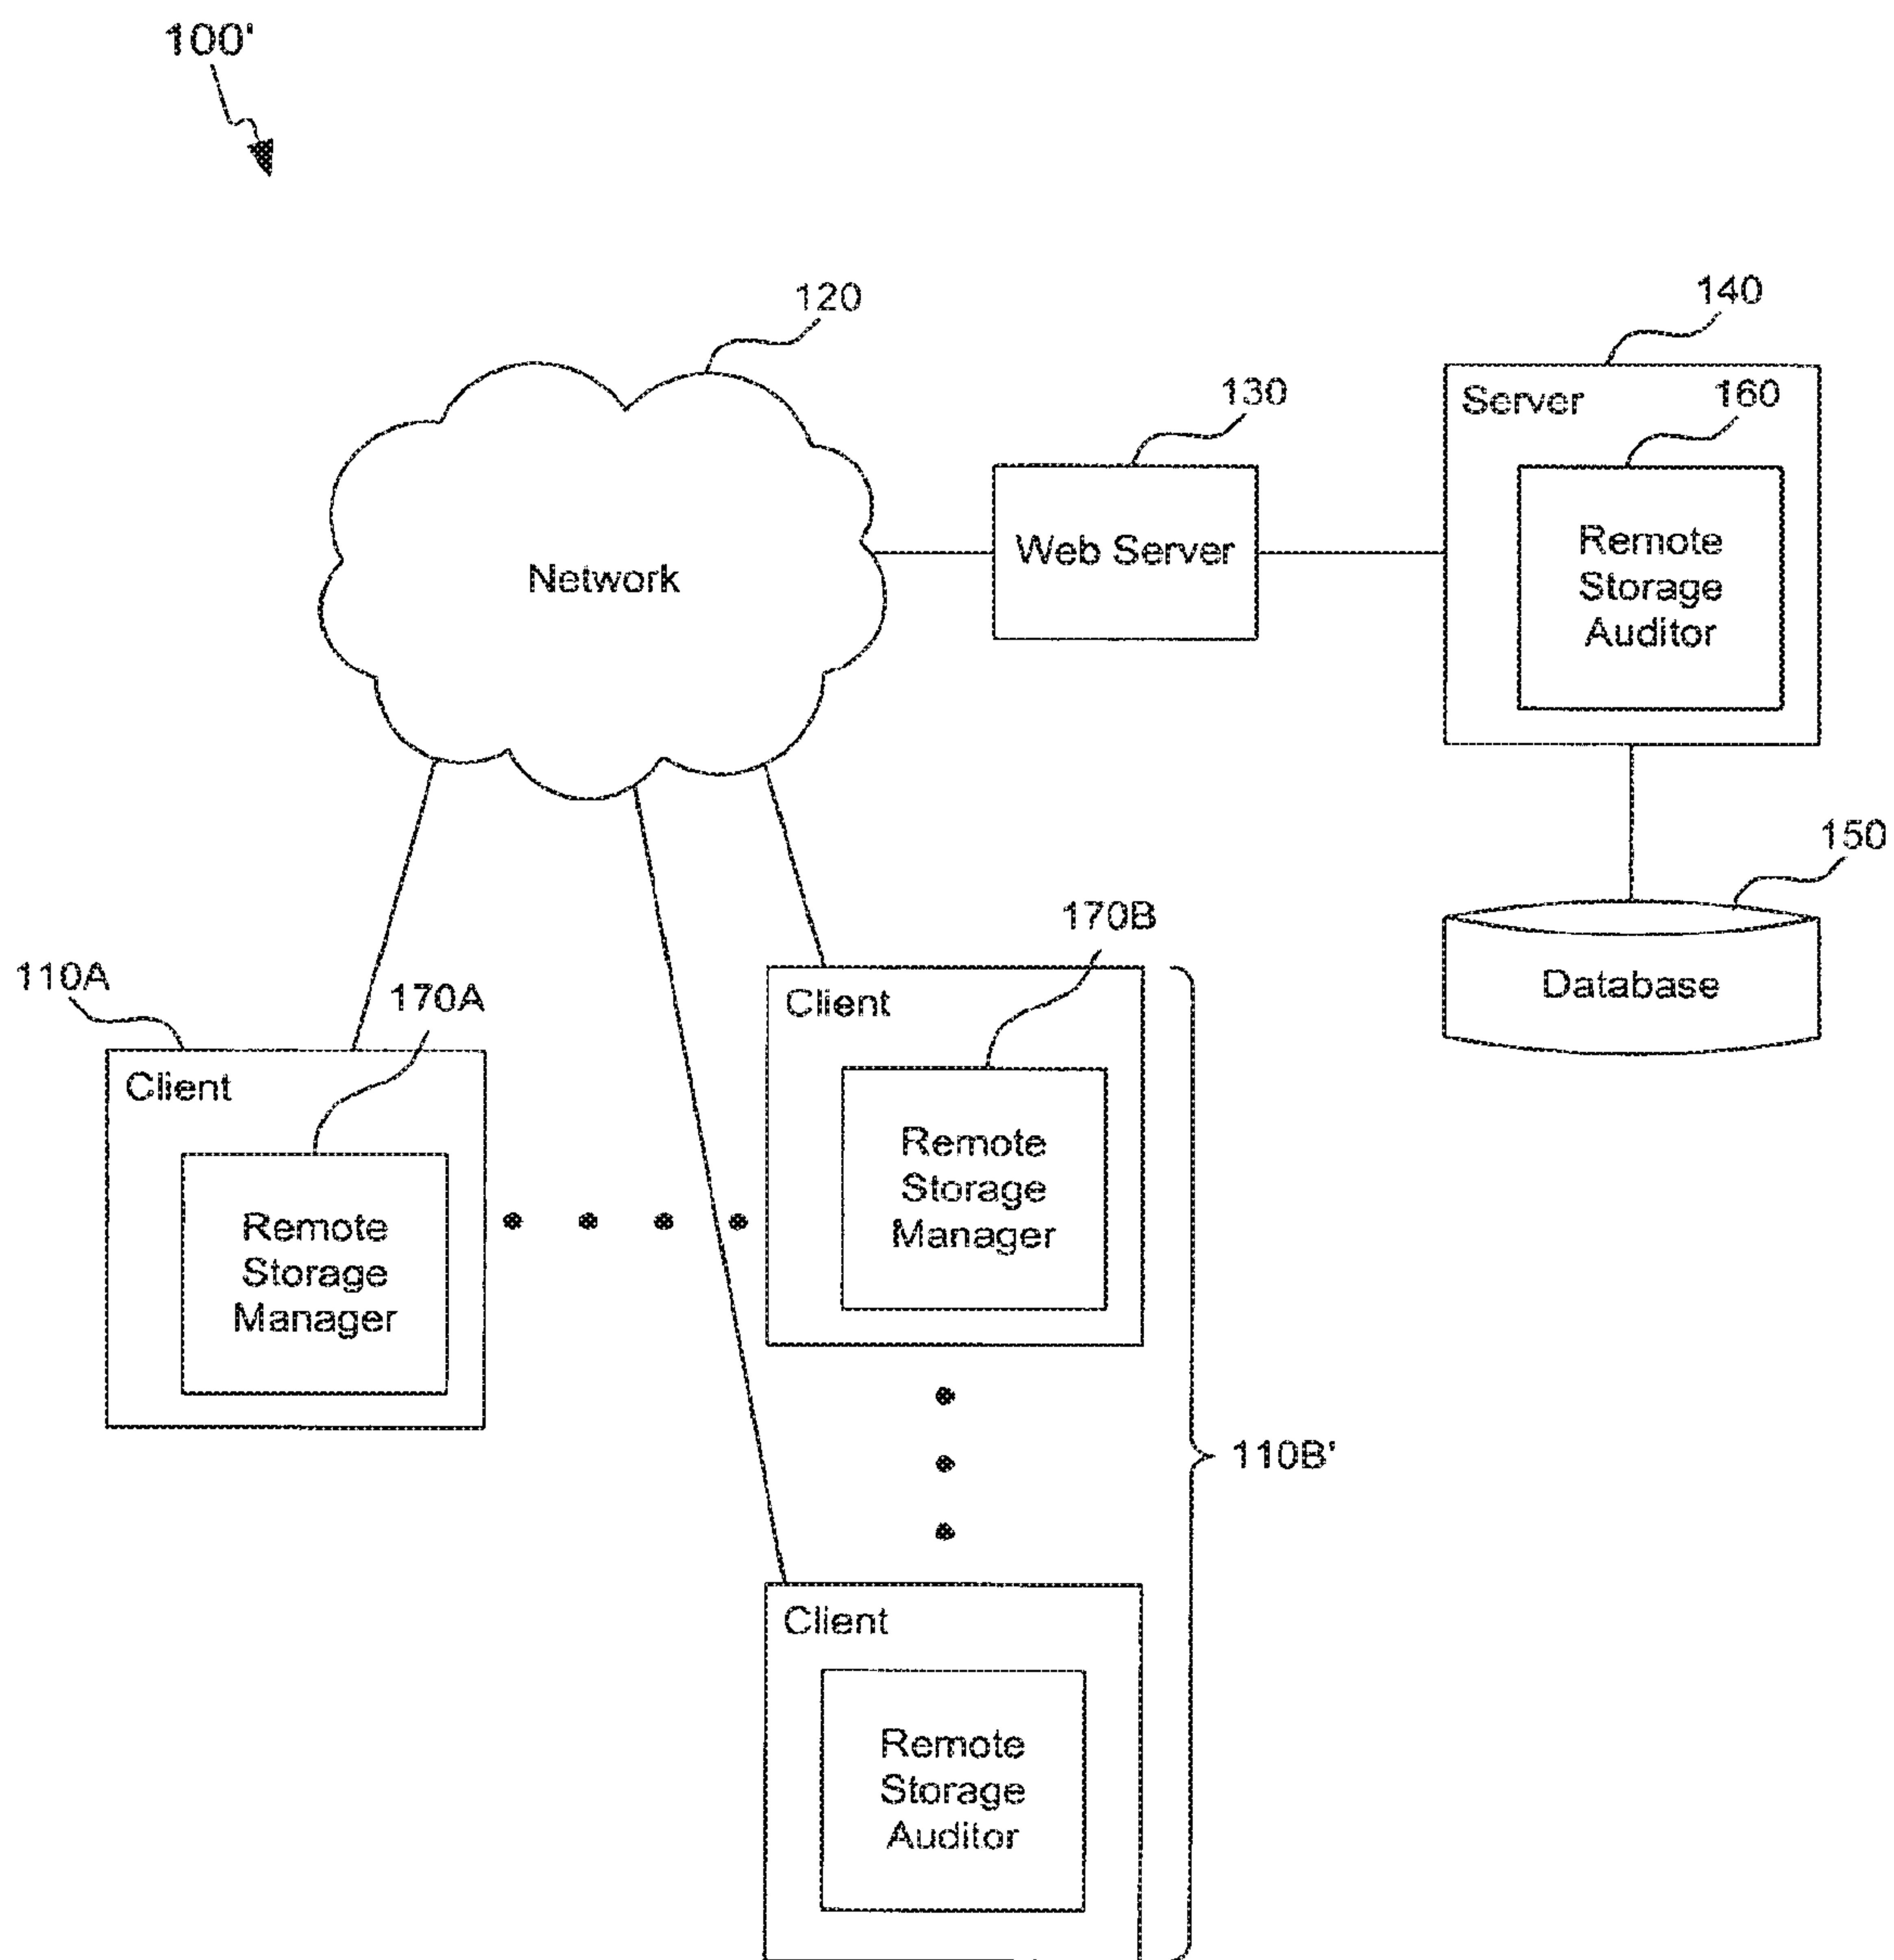 100'
120
140
130
160
Server
Network
Web Server
Remote
Storage
Auditor
150
170B
Database
110A
170A
Client
Client
Remote
Storage
Manager
Remote
Storage
Manager
110B'
Client
Remote
Storage
Auditor